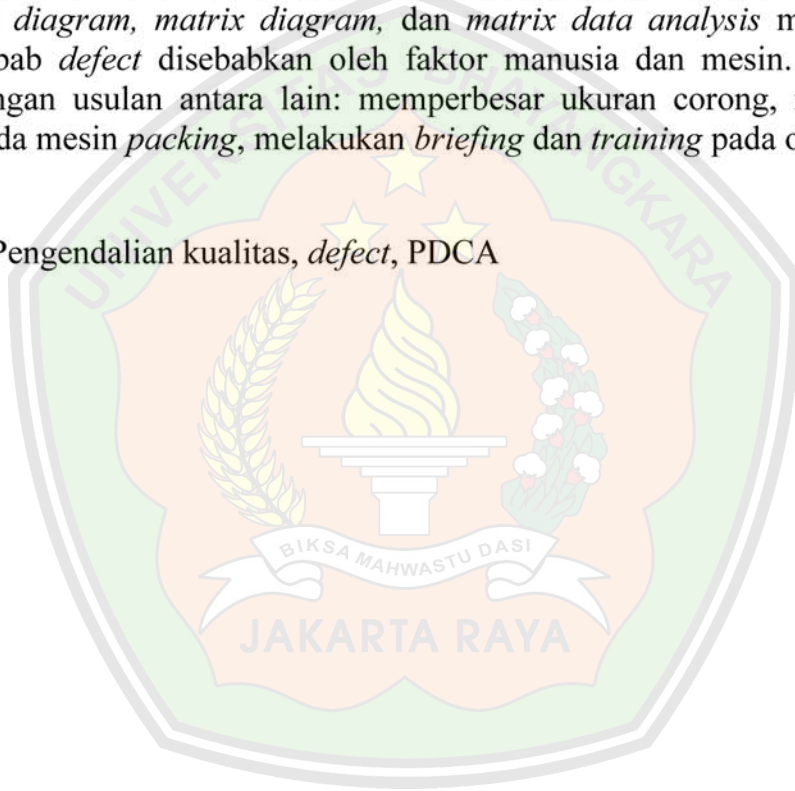 diagram, matrix diagram, dan matrix data analysis m
bab defect disebabkan oleh faktor manusia dan mesin.
ngan usulan antara lain: memperbesar ukuran corong,
da mesin packing, melakukan briefing dan training pada o
Pengendalian kualitas, defect, PDCA
UNIVERSITAS BHAYANGKARA
BIKSA MAHWASTU DASI
JAKARTA RAYA